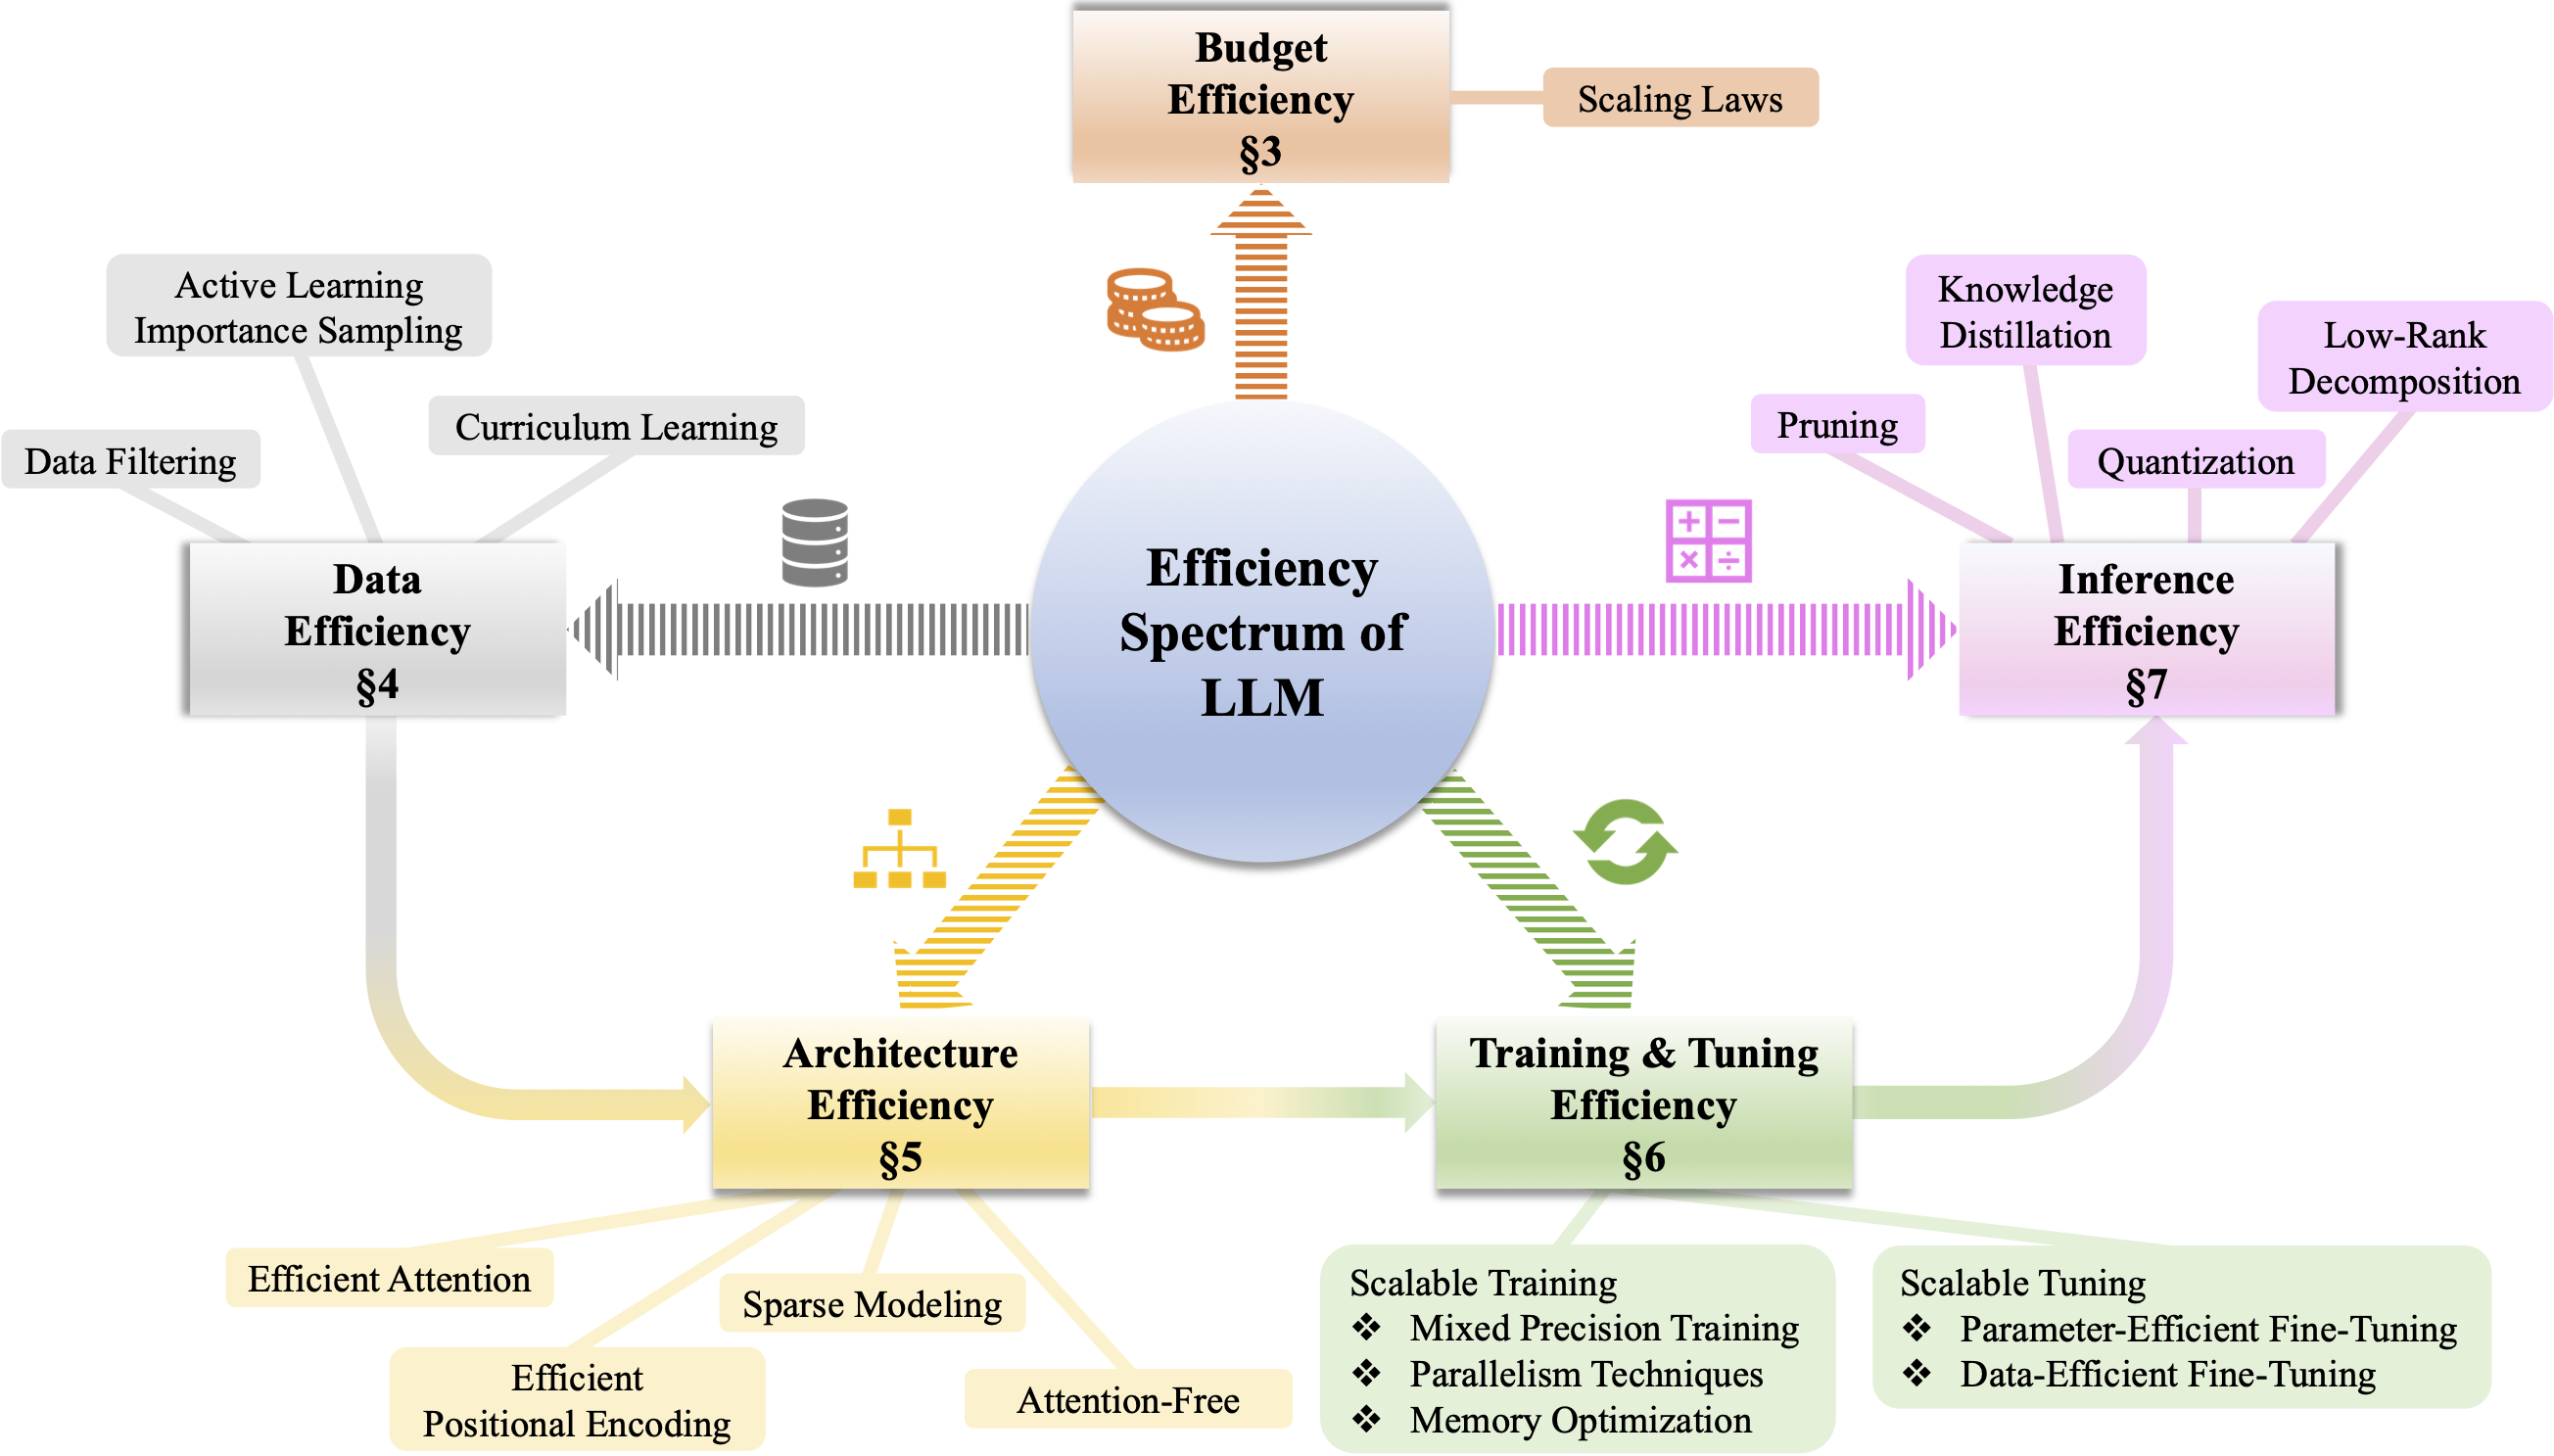 Budget
Efficiency
§3
Scaling Laws
Active Learning
Importance Sampling
Curriculum Learning
Data Filtering
Data
Efficiency
§4
Knowledge
Distillation
Low-Rank
Decomposition
Pruning
Quantization
Inference
Efficiency
§7
Efficiency
Spectrum of
LLM
Architecture
Efficiency
§5
Training & Tuning
Efficiency
§6
Efficient Attention
Sparse Modeling
Efficient
Positional Encoding
Attention-Free
Scalable Training
❖ Mixed Precision Training
❖ Parallelism Techniques
❖ Memory Optimization
Scalable Tuning
❖ Parameter-Efficient Fine-Tuning
❖ Data-Efficient Fine-Tuning